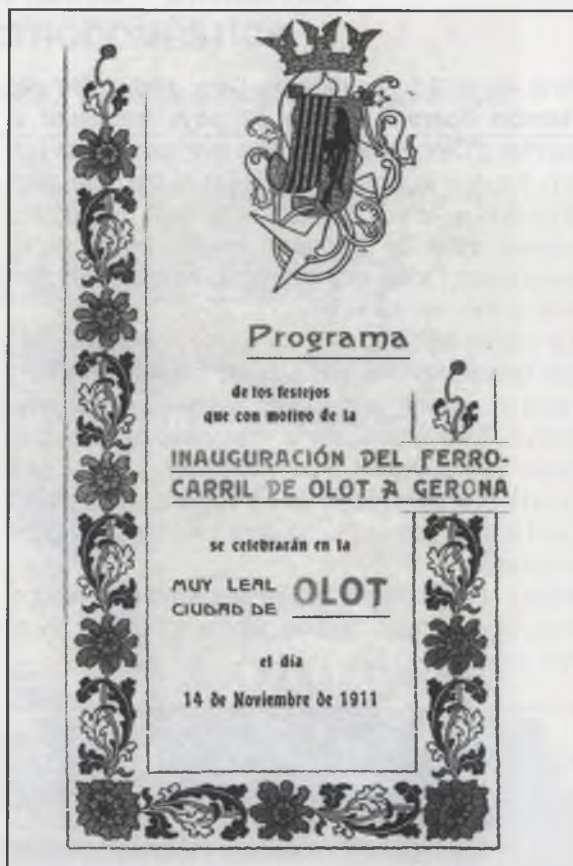 Programa
de los festejos
que con motivo de la
INAUGURACIÓN DEL FERRO-
CARRIL DE OLOT A GERONA
se celebrarán en la
MUY LEAL
CIUDAD DE OLOT
el día
14 de Noviembre de 1911